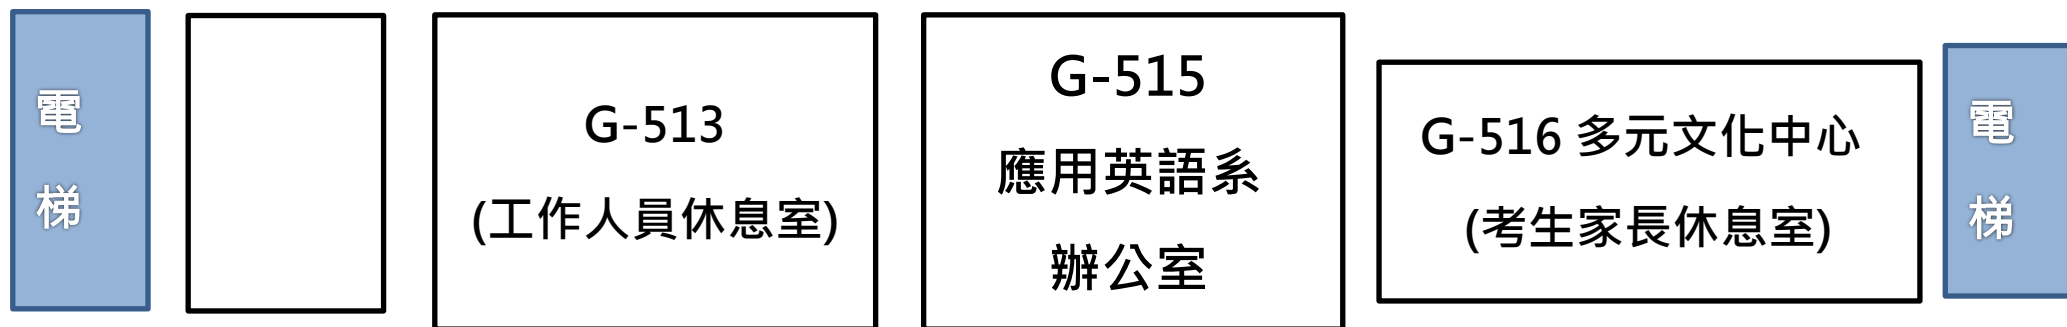 電
梯
G-513
(工作人員休息室)
G-515
應用英語系
辦公室
G-516 多元文化中心
(考生家長休息室)
電
梯